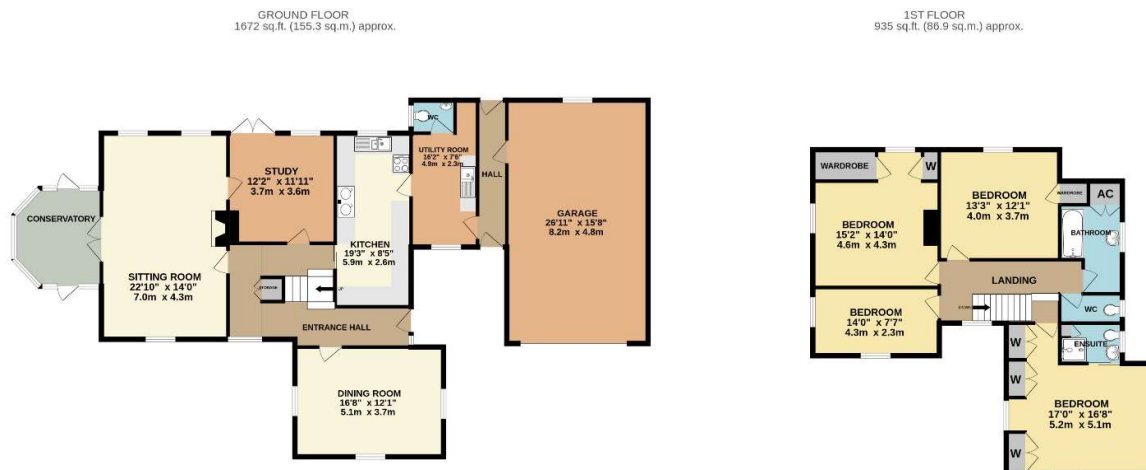 GROUND FLOOR
1672 sq.ft. (155.3 sq.m.) approx.
1ST FLOOR
935 sq.ft. (86.9 sq.m.) approx.
CONSERVATORY
SITTING ROOM
22'10" x 14'0"
7.0m x 4.3m
STUDY
12'2" x 11'11"
3.7m x 3.6m
KITCHEN
19'3" x 8'5"
5.9m x 2.6m
WC
UTILITY ROOM
16'2" x 7'6"
4.9m x 2.3m
HALL
GARAGE
26'11" x 15'8"
8.2m x 4.8m
STORAGE
UP
ENTRANCE HALL
DINING ROOM
16'8" x 12'1"
5.1m x 3.7m
WARDROBE
W
BEDROOM
15'2" x 14'0"
4.6m x 4.3m
BEDROOM
13'3" x 12'1"
4.0m x 3.7m
WARDROBE
AC
BATHROOM
LANDING
BEDROOM
14'0" x 7'7"
4.3m x 2.3m
DOWN
WC
ENSUITE
W
W
BEDROOM
17'0" x 16'8"
5.2m x 5.1m
W